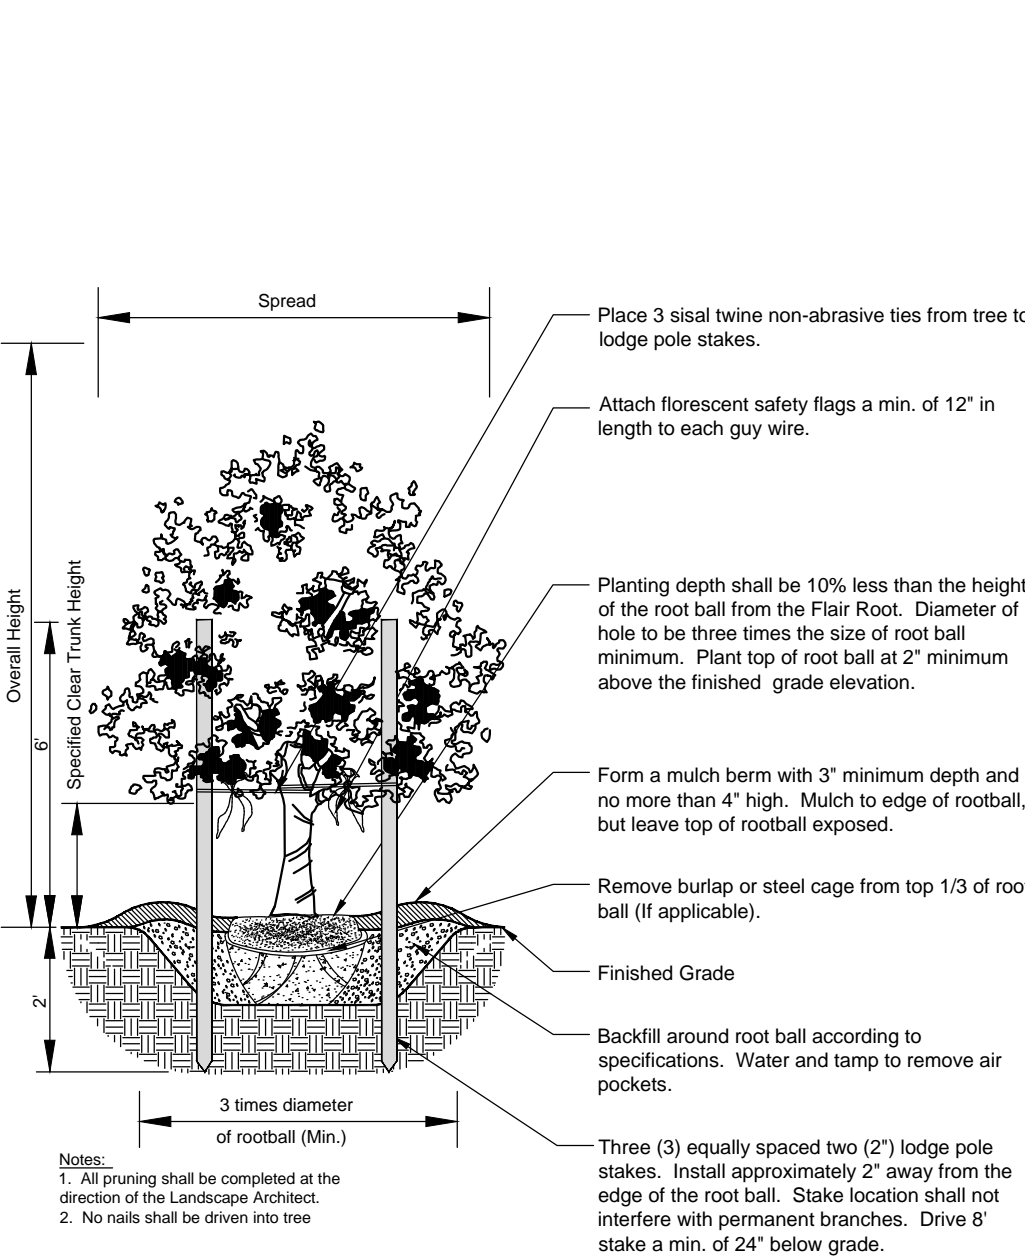 Spread
Place 3 sisal twine non-abrasive ties from tree to
lodge pole stakes.
Attach florescent safety flags a min. of 12" in
length to each guy wire.
Planting depth shall be 10% less than the height
of the root ball from the Flair Root.  Diameter of
hole to be three times the size of root ball
minimum.  Plant top of root ball at 2" minimum
above the finished  grade elevation.
Overall Height
6'
Specified Clear Trunk Height
Form a mulch berm with 3" minimum depth and
no more than 4" high.  Mulch to edge of rootball,
but leave top of rootball exposed.
Remove burlap or steel cage from top 1/3 of root
ball (If applicable).
Finished Grade
2'
Backfill around root ball according to
specifications.  Water and tamp to remove air
pockets.
3 times diameter
of rootball (Min.)
Three (3) equally spaced two (2") lodge pole
stakes.  Install approximately 2" away from the
edge of the root ball.  Stake location shall not
interfere with permanent branches.  Drive 8'
stake a min. of 24" below grade.
Notes:
1.  All pruning shall be completed at the
direction of the Landscape Architect.
2.  No nails shall be driven into tree